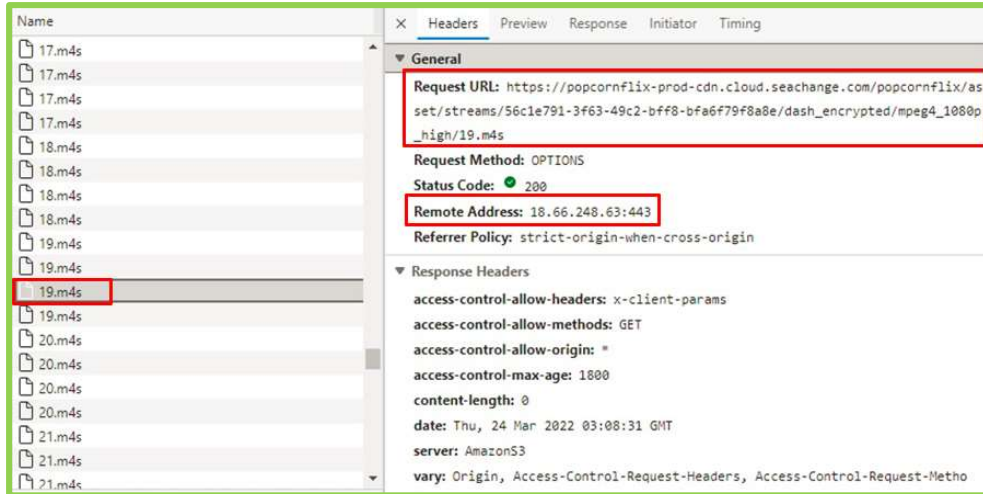 Name
17.m4s
17.m4s
17.m4s
17.m4s
18.m4s
18.m4s
18.m4s
18.m4s
19.m4s
19.m4s
19.m4s
19.m4s
20.m4s
20.m4s
20.m4s
20.m4s
21.m4s
21.m4s
21.m4s
× Headers Preview Response Initiator Timing
▼ General
Request URL: https://popcornflix-prod-cdn.cloud.seachange.com/popcornflix/as
set/streams/56c1e791-3f63-49c2-bff8-bfa6f79f8a8e/dash_encrypted/mpeg4_1080p
_high/19.m4s
Request Method: OPTIONS
Status Code: 200
Remote Address: 18.66.248.63:443
Referrer Policy: strict-origin-when-cross-origin
▼ Response Headers
access-control-allow-headers: x-client-params
access-control-allow-methods: GET
access-control-allow-origin: *
access-control-max-age: 1800
content-length: 0
date: Thu, 24 Mar 2022 03:08:31 GMT
server: AmazonS3
vary: Origin, Access-Control-Request-Headers, Access-Control-Request-Metho